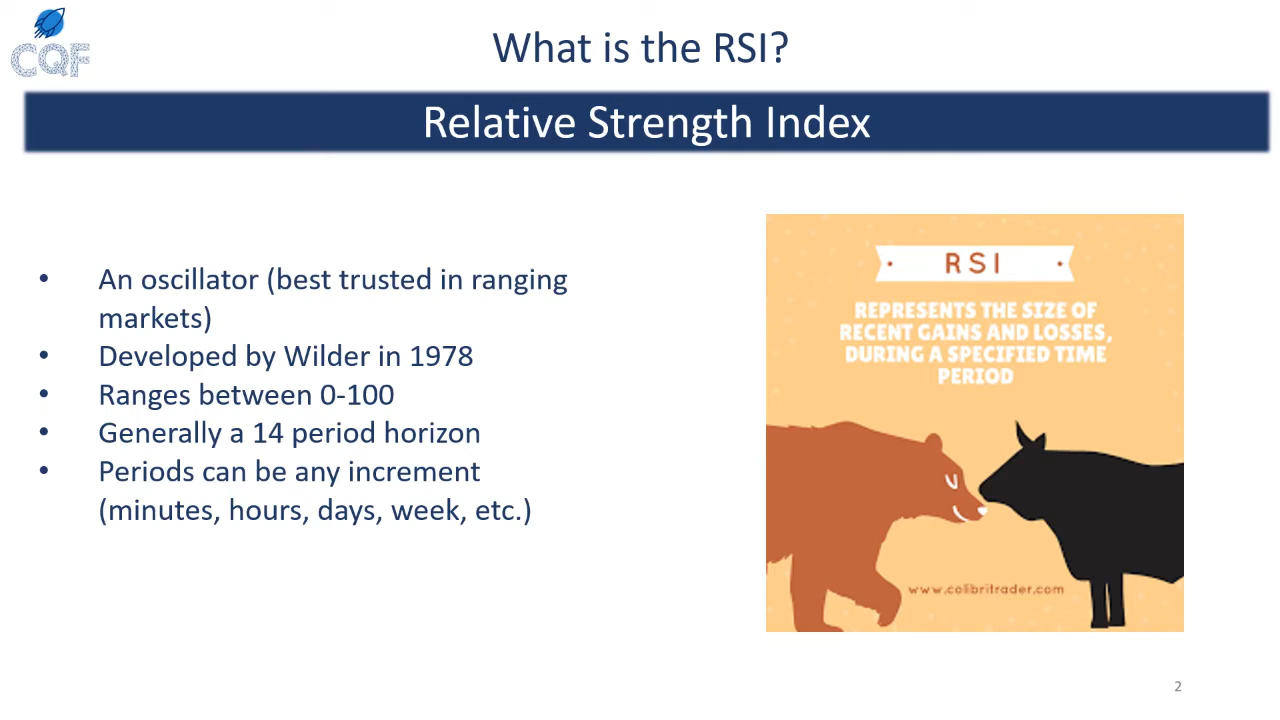 CQF
What is the RSI?
Relative Strength Index
• An oscillator (best trusted in ranging
markets)
• Developed by Wilder in 1978
• Ranges between 0-100
• Generally a 14 period horizon
• Periods can be any increment
(minutes, hours, days, week, etc.)
• RSI •
REPRESENTS THE SIZE OF
RECENT GAINS AND LOSSES,
DURING A SPECIFIED TIME
PERIOD
www.colibritrader.com
2